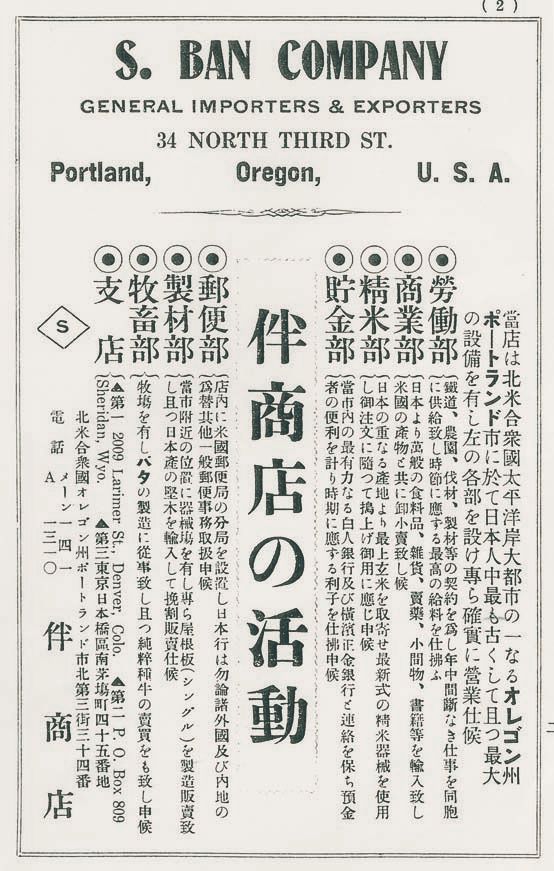 (2)
S. BAN COMPANY
GENERAL IMPORTERS & EXPORTERS
34 NORTH THIRD ST.
Portland, Oregon, U. S. A.
當店は北米合衆國太平洋岸大都市の一なるオレゴン州
ポートランド市に於て日本人中最も古くして且つ最大
の設備を有し左の各部を設け專ら確實に營業仕候
勞働部
鐵道、農園、伐材、製材等の契約を爲し年中間斷なき仕事を同胞
に供給致し時節に應する最高の給料を仕拂ふ
商業部
日本より萬般の食料品、雜貨、賣藥、小間物、書籍等を輸入致し
米國の產物と共に卸小賣致し候
精米部
日本の重なる產地より最上玄米を取寄せ最新式の精米器械を使用
し御注文に隨つて搗上げ御用に應じ申候
貯金部
當市內の最有力なる白人銀行及び橫濱正金銀行と連絡を保ち預金
者の便利を計り時期に應する利子を仕拂申候
伴商店の活動
郵便部
店內に米國郵便局の分局を設置し日本行は勿論諸外國及び內地の
爲替其他一般郵便事務取扱申候
製材部
當市附近の位置に器械場を有し專ら屋根板(シングル)を製造販賣致
し且つ日本產の堅木を輸入して挽割販賣仕候
牧畜部
牧塲を有しバタの製造に從事致し且つ純粹種牛の賣買をも致し申候
支店
▲第一 2009 Larimer St., Denver, Colo. ▲第二 P. O. Box 809
Sheridan, Wyo. ▲第三東京日本橋區南茅場町四十五番地
S
北米合衆國オレゴン州ポートランド市北第三街三十四番
電話 メーン一四一
A 一三一〇
伴商店